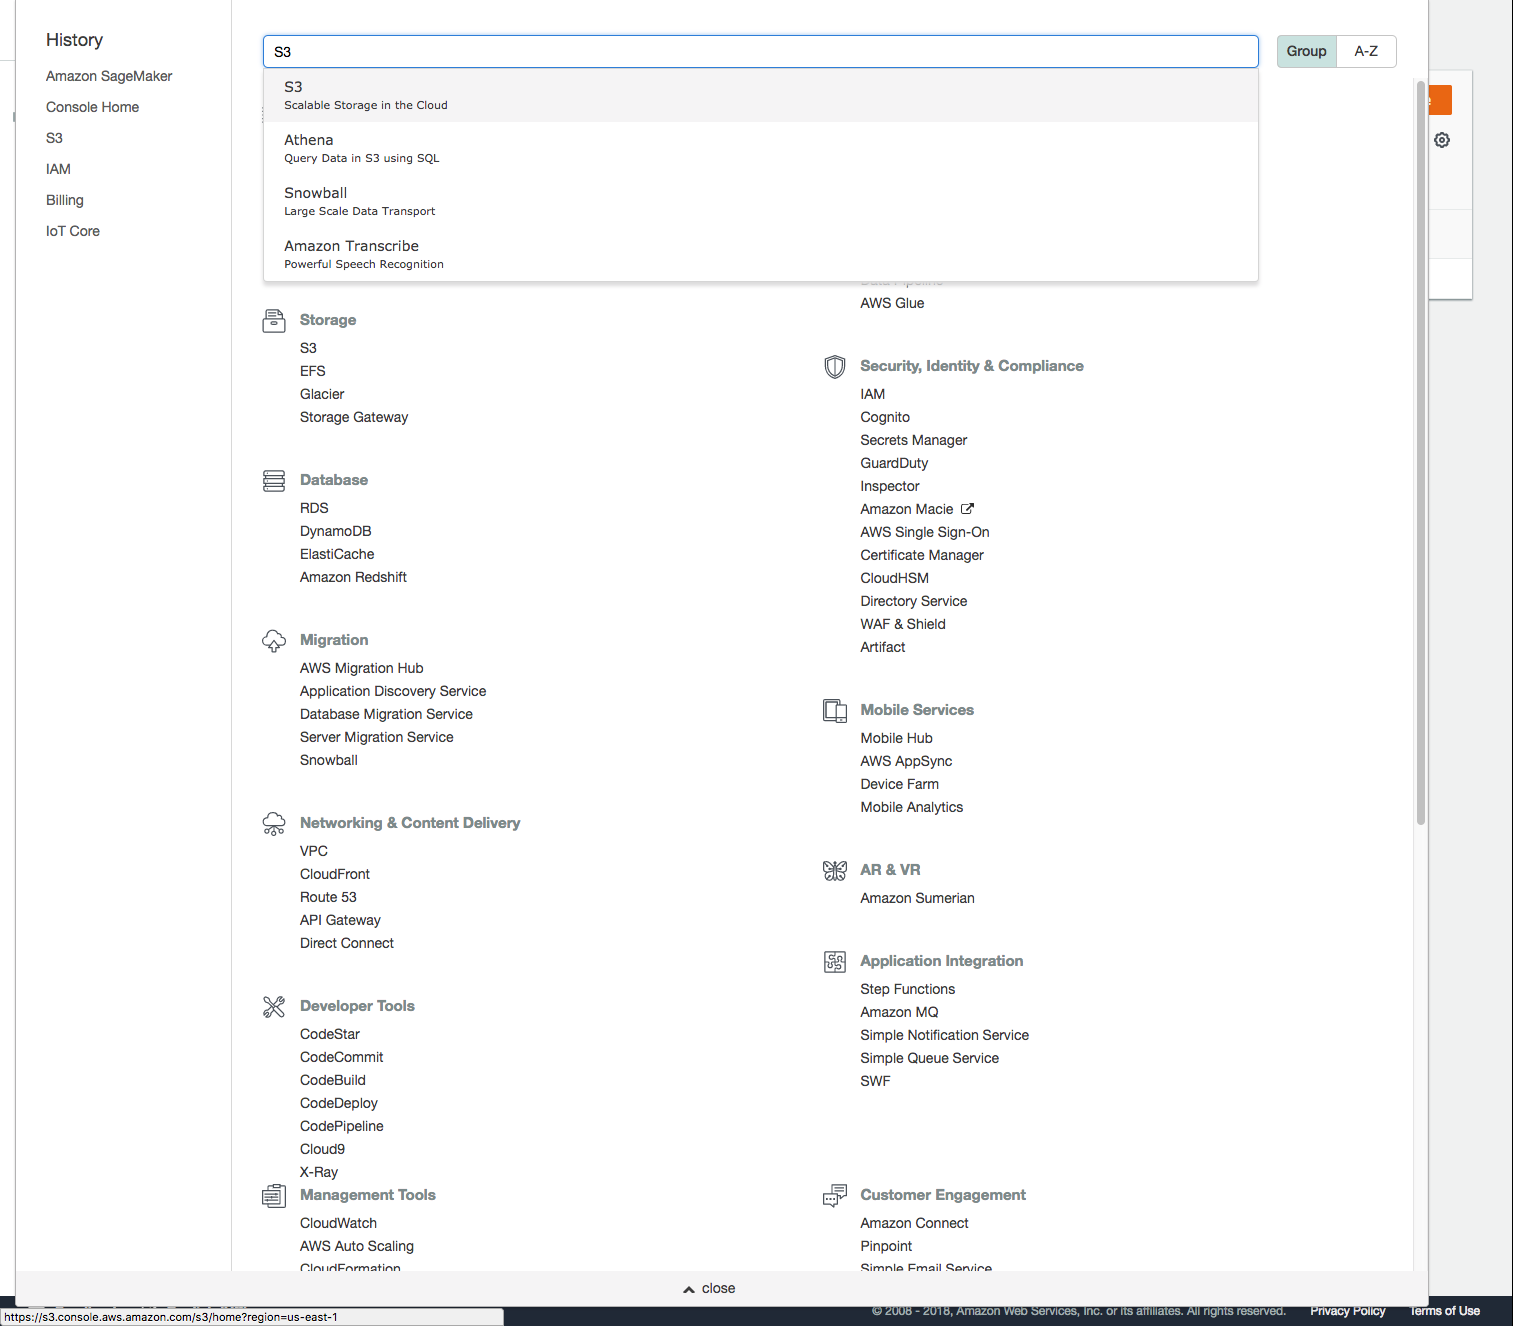 History
Amazon SageMaker
Console Home
S3
IAM
Billing
IoT Core
S3
Group
A-Z
S3
Scalable Storage in the Cloud
Athena
Query Data in S3 using SQL
Snowball
Large Scale Data Transport
Amazon Transcribe
Powerful Speech Recognition
Storage
S3
EFS
Glacier
Storage Gateway
Database
RDS
DynamoDB
ElastiCache
Amazon Redshift
Migration
AWS Migration Hub
Application Discovery Service
Database Migration Service
Server Migration Service
Snowball
Networking & Content Delivery
VPC
CloudFront
Route 53
API Gateway
Direct Connect
Developer Tools
CodeStar
CodeCommit
CodeBuild
CodeDeploy
CodePipeline
Cloud9
X-Ray
Management Tools
CloudWatch
AWS Auto Scaling
CloudFormation
Data Pipeline
AWS Glue
Security, Identity & Compliance
IAM
Cognito
Secrets Manager
GuardDuty
Inspector
Amazon Macie
AWS Single Sign-On
Certificate Manager
CloudHSM
Directory Service
WAF & Shield
Artifact
Mobile Services
Mobile Hub
AWS AppSync
Device Farm
Mobile Analytics
AR & VR
Amazon Sumerian
Application Integration
Step Functions
Amazon MQ
Simple Notification Service
Simple Queue Service
SWF
Customer Engagement
Amazon Connect
Pinpoint
Simple Email Service
close
© 2008 - 2018, Amazon Web Services, Inc. or its affiliates. All rights reserved.
Privacy Policy
Terms of Use
https://s3.console.aws.amazon.com/s3/home?region=us-east-1